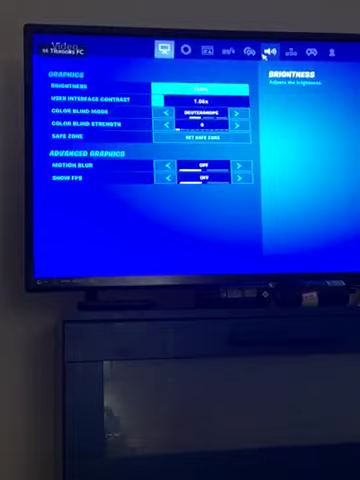 Video
GRAPHICS
BRIGHTNESS
USER INTERFACE CONTRAST 1.06x
COLOR BLIND MODE DEUTERANOPE
COLOR BLIND STRENGTH
SAFE ZONE SET SAFE ZONE
ADVANCED GRAPHICS
MOTION BLUR OFF
SHOW FPS OFF
BRIGHTNESS
Adjusts the brightness.